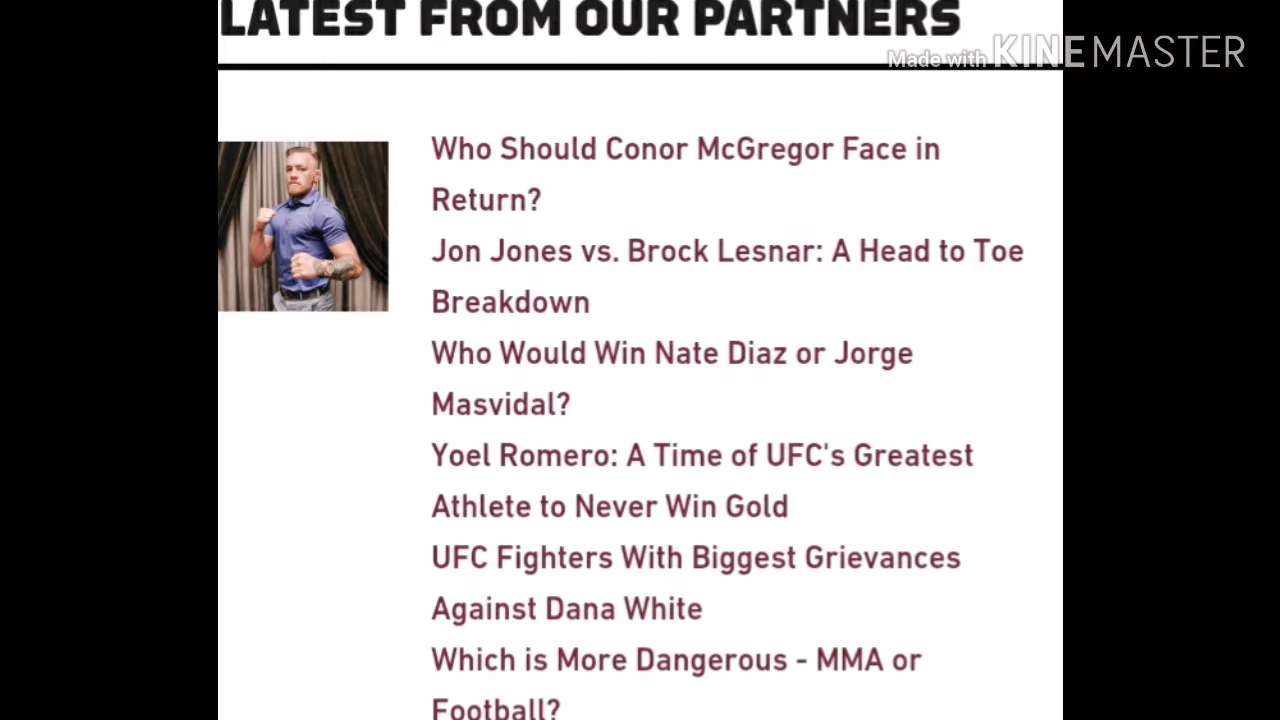 LATEST FROM OUR PARTNERS
Made with KINEMASTER
Who Should Conor McGregor Face in
Return?
Jon Jones vs. Brock Lesnar: A Head to Toe
Breakdown
Who Would Win Nate Diaz or Jorge
Masvidal?
Yoel Romero: A Time of UFC's Greatest
Athlete to Never Win Gold
UFC Fighters With Biggest Grievances
Against Dana White
Which is More Dangerous - MMA or
Football?